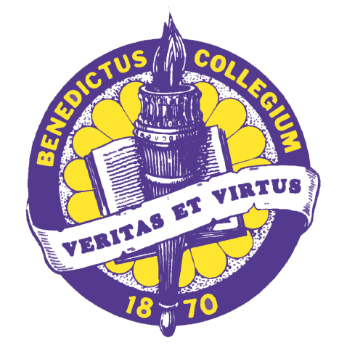 BENEDICTUS COLLEGIUM
VERITAS ET VIRTUS
18 70